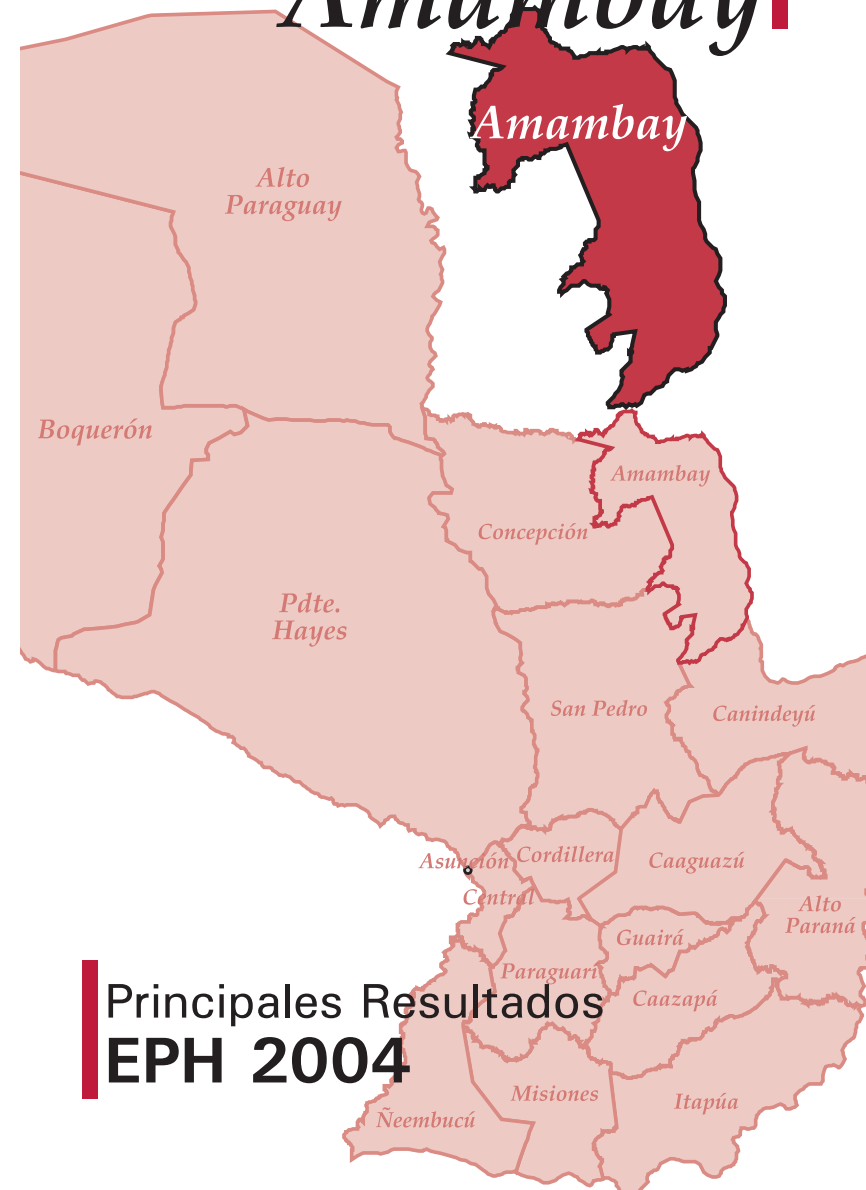 Amambay
Amambay
Alto
Paraguay
Boquerón
Amambay
Concepción
Pdte.
Hayes
San Pedro
Canindeyú
Asunción
Cordillera
Caaguazú
Central
Alto
Paraná
Guairá
Paraguarí
Caazapá
Principales Resultados
EPH 2004
Misiones
Itapúa
Ñeembucú